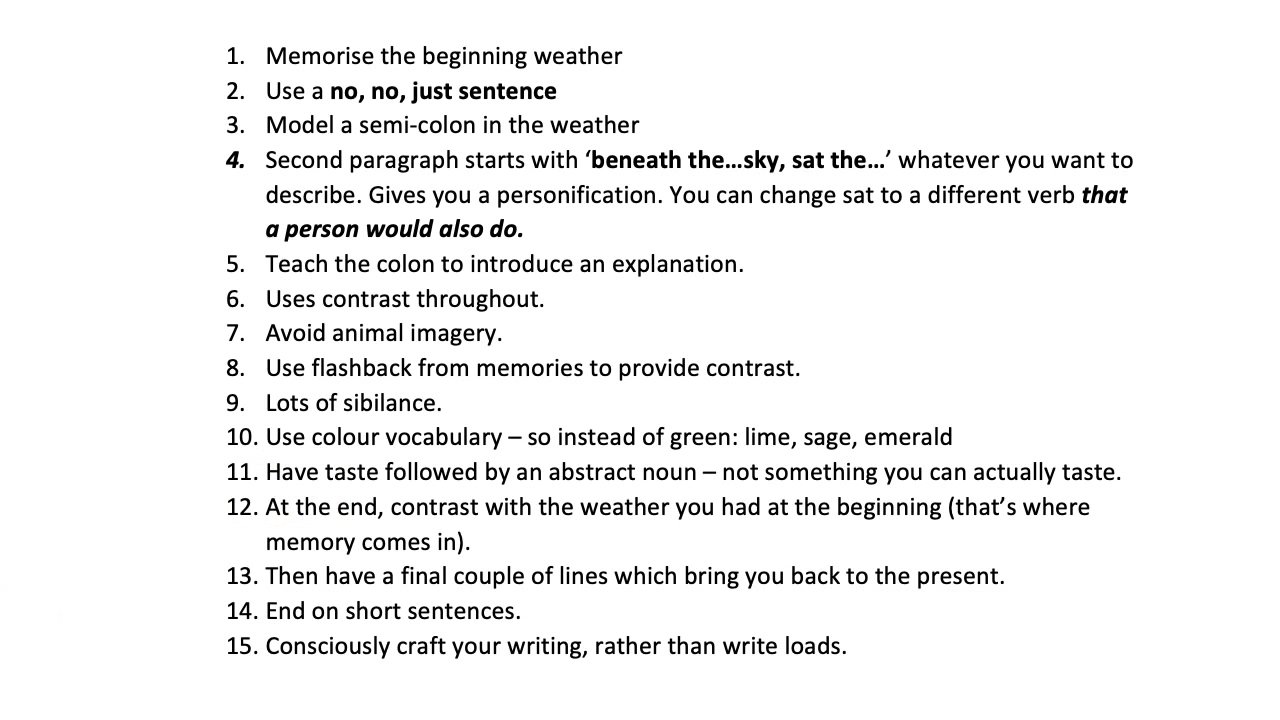 1. Memorise the beginning weather
2. Use a no, no, just sentence
3. Model a semi-colon in the weather
4. Second paragraph starts with ‘beneath the…sky, sat the…’ whatever you want to
describe. Gives you a personification. You can change sat to a different verb that
a person would also do.
5. Teach the colon to introduce an explanation.
6. Uses contrast throughout.
7. Avoid animal imagery.
8. Use flashback from memories to provide contrast.
9. Lots of sibilance.
10. Use colour vocabulary – so instead of green: lime, sage, emerald
11. Have taste followed by an abstract noun – not something you can actually taste.
12. At the end, contrast with the weather you had at the beginning (that’s where
memory comes in).
13. Then have a final couple of lines which bring you back to the present.
14. End on short sentences.
15. Consciously craft your writing, rather than write loads.